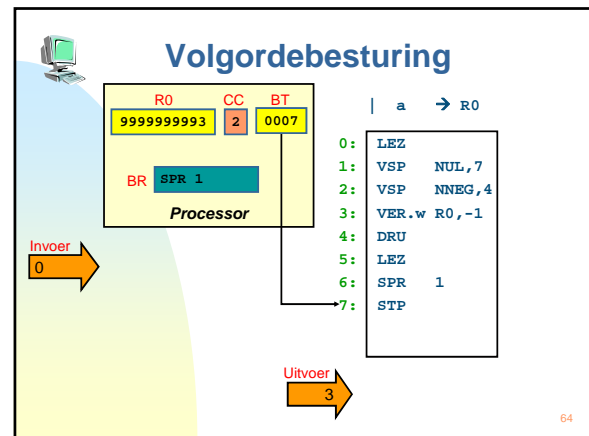 Volgordebesturing
R0 CC BT
9999999993 2 0007
BR SPR 1
Processor
Invoer
0
| a → R0
0: LEZ
1: VSP NUL,7
2: VSP NNEG,4
3: VER.w R0,-1
4: DRU
5: LEZ
6: SPR 1
7: STP
Uitvoer
3
64